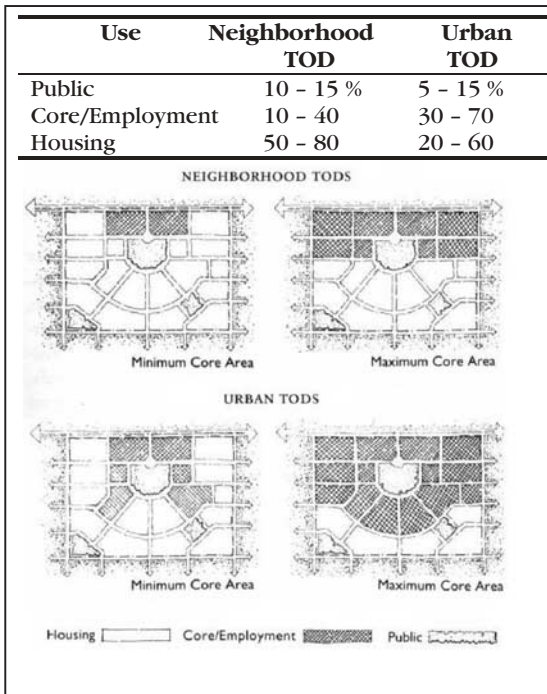 Use Neighborhood TOD Urban TOD
Public 10 – 15 % 5 – 15 %
Core/Employment 10 – 40 30 – 70
Housing 50 – 80 20 – 60
NEIGHBORHOOD TODS
Minimum Core Area Maximum Core Area
URBAN TODS
Minimum Core Area Maximum Core Area
Housing Core/Employment Public